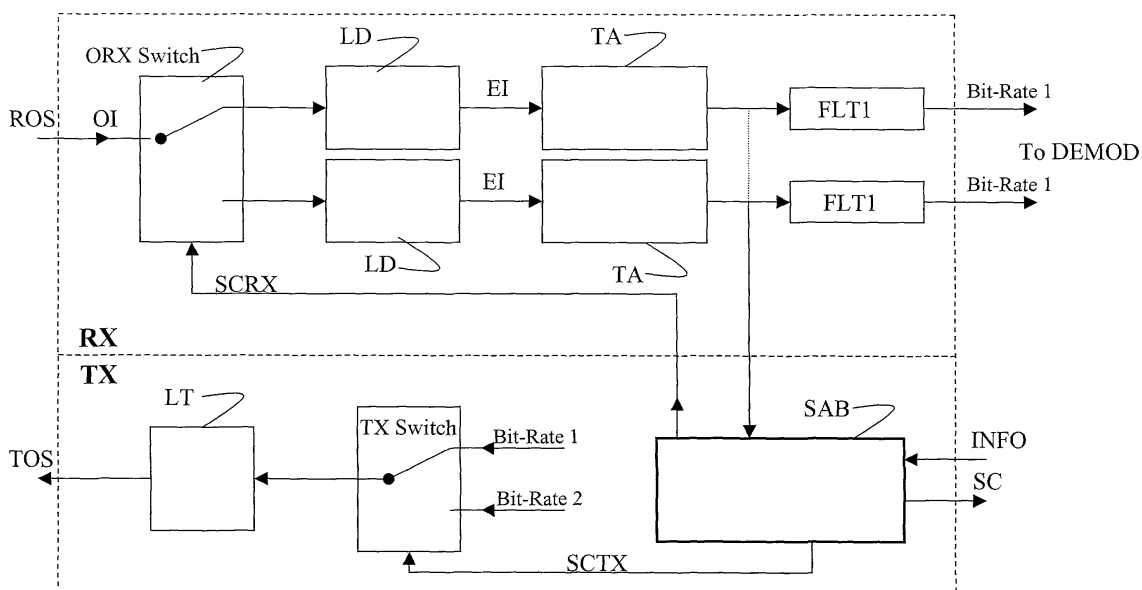 ORX Switch
LD
TA
ROS
OI
EI
FLT1
Bit-Rate 1
To DEMOD
EI
FLT1
Bit-Rate 1
LD
TA
SCRX
RX
TX
LT
TX Switch
SAB
Bit-Rate 1
INFO
TOS
SC
Bit-Rate 2
SCTX